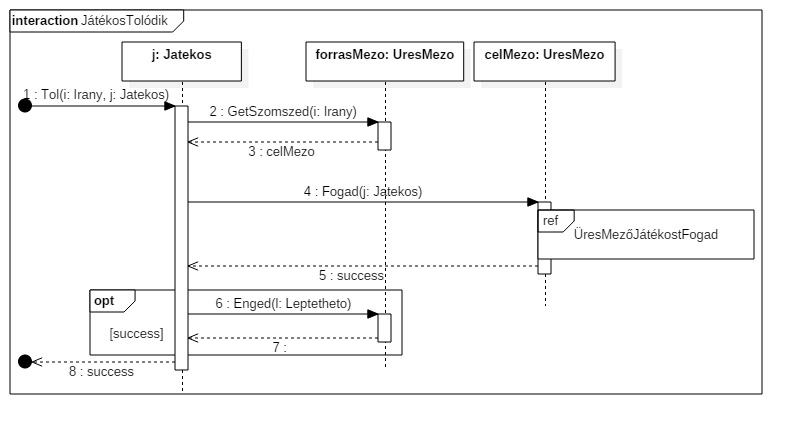 interaction JátékosTolódik
j: Jatekos
forrasMezo: UresMezo
celMezo: UresMezo
1 : Tol(i: Irany, j: Jatekos)
2 : GetSzomszed(i: Irany)
3 : celMezo
4 : Fogad(j: Jatekos)
ref
ÜresMezőJátékostFogad
5 : success
opt
6 : Enged(l: Leptetheto)
[success]
7 :
8 : success